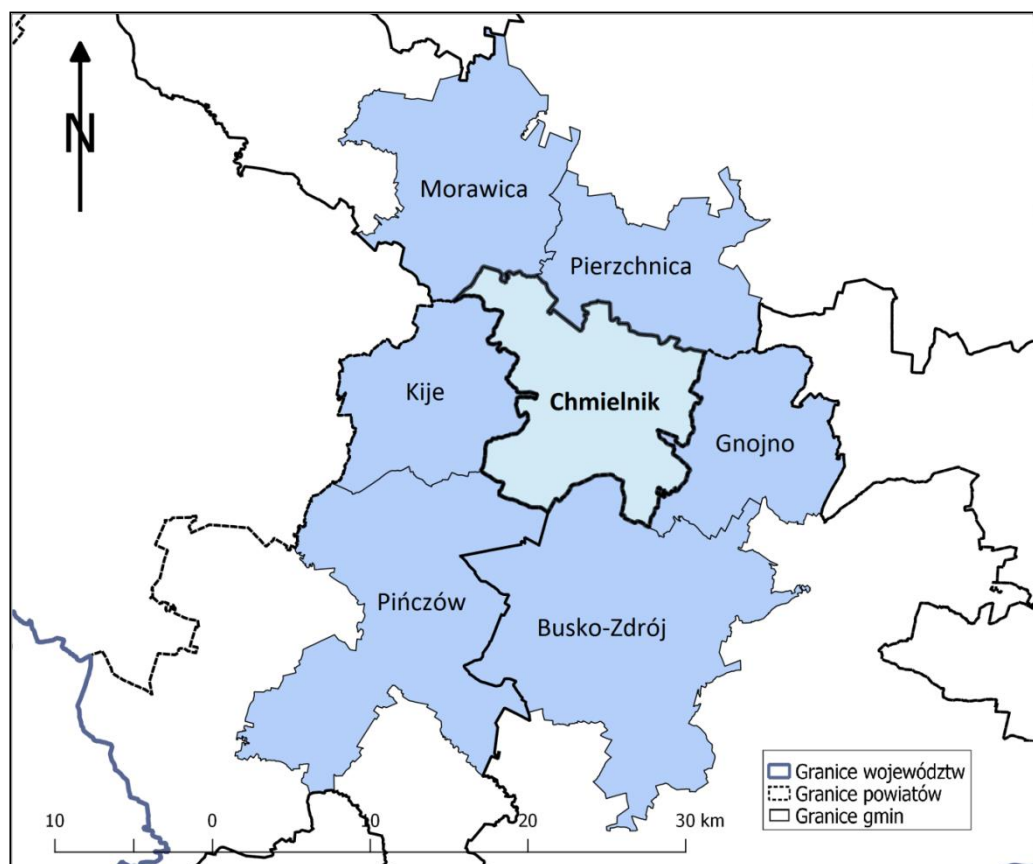 N
Morawica
Pierzchnica
Kije
Chmielnik
Gnojno
Pińczów
Busko-Zdrój
Granice województw
Granice powiatów
Granice gmin
10 0 10 20 30 km